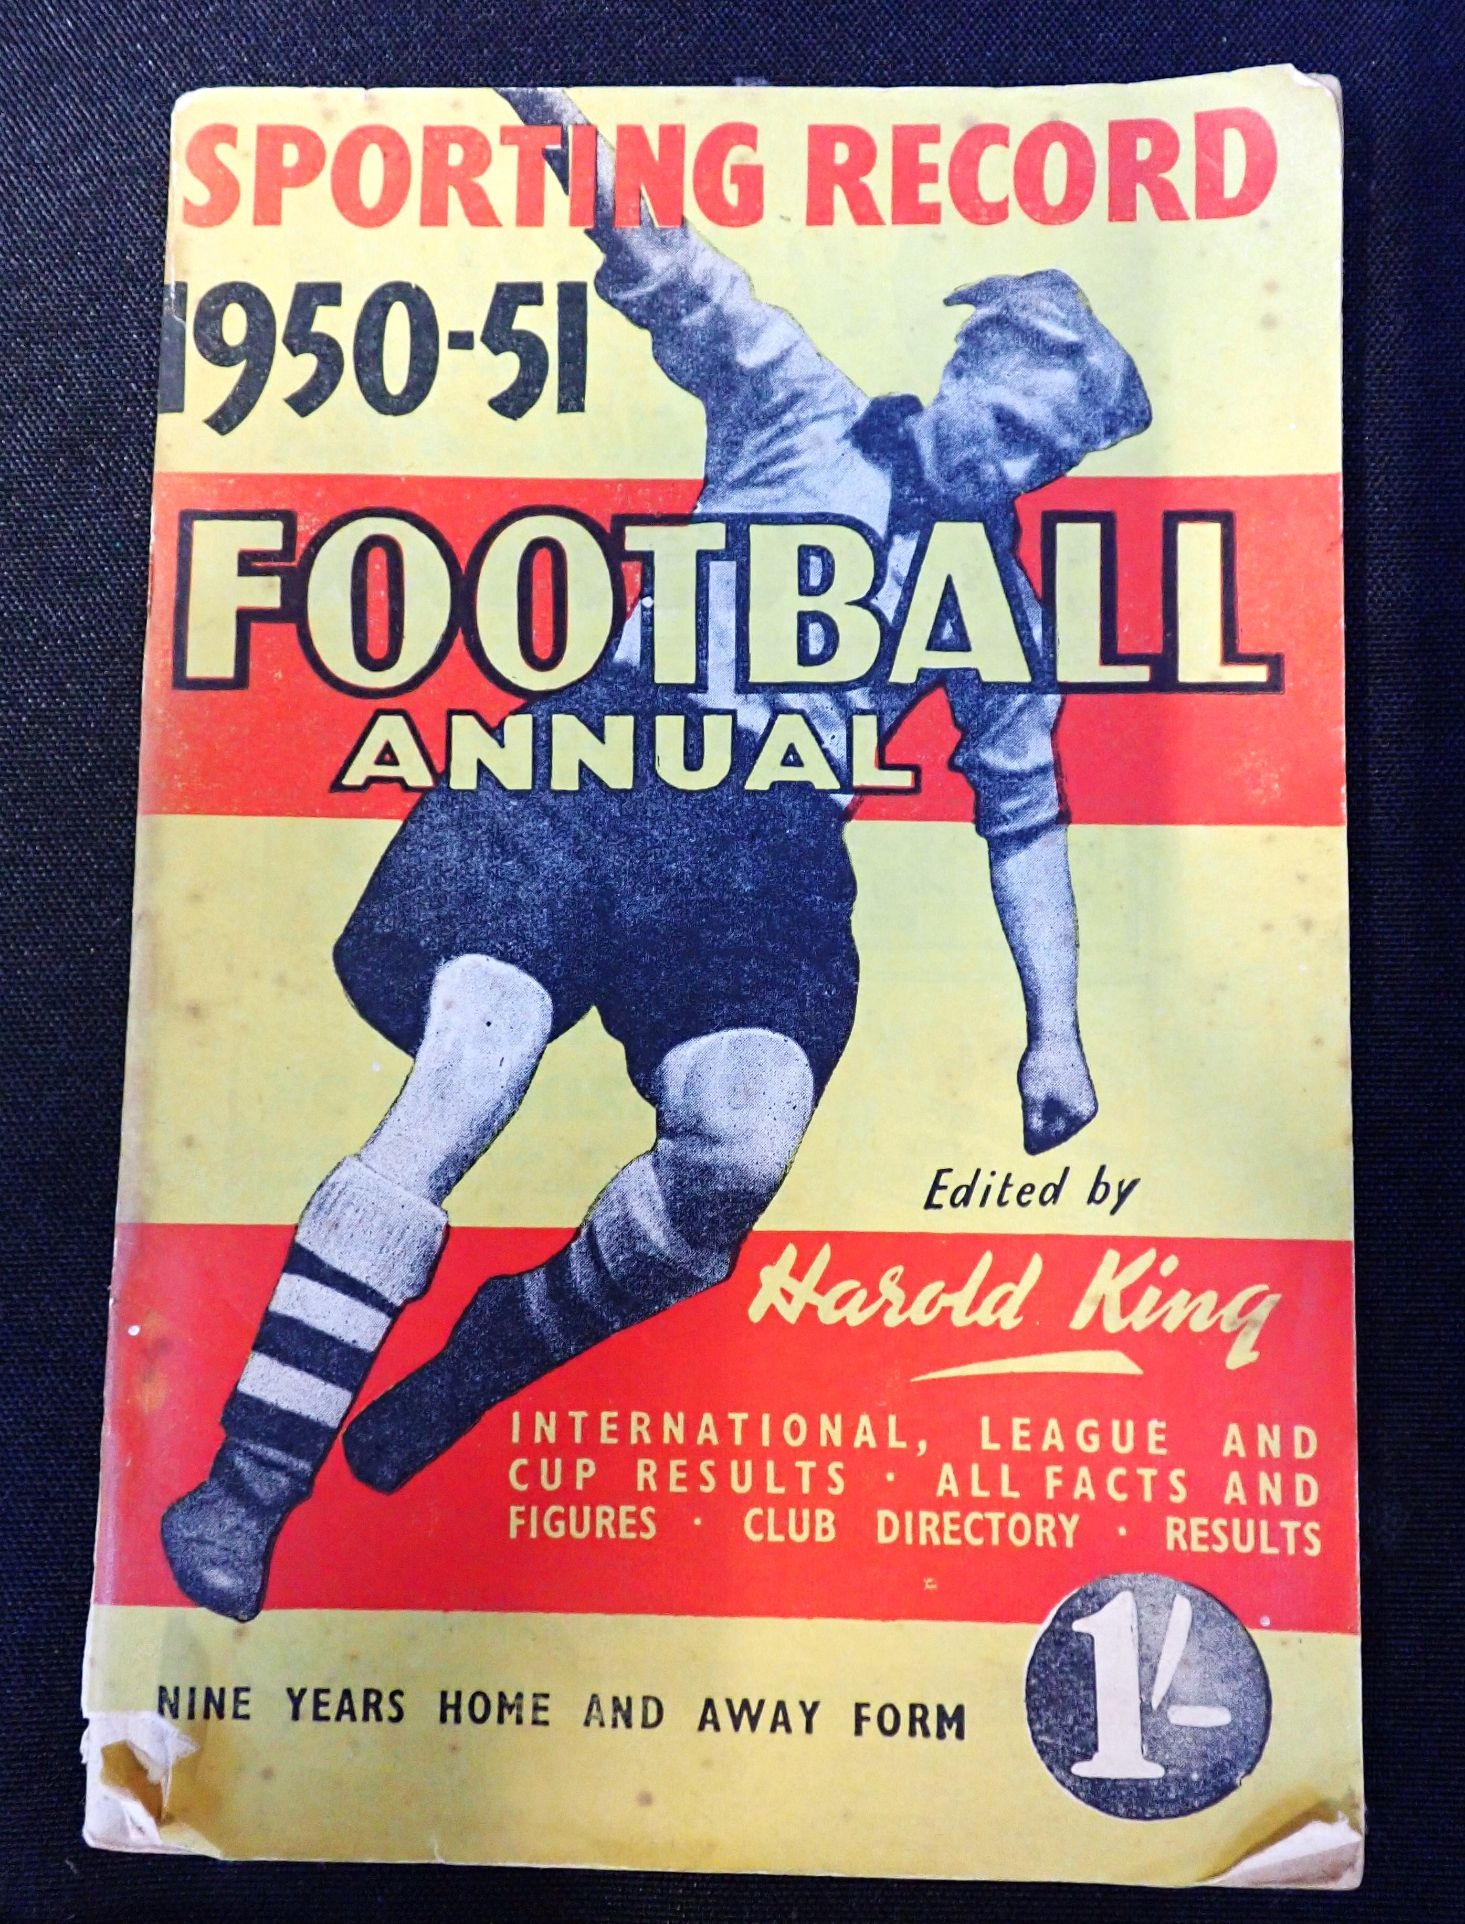 SPORTING RECORD
1950-51
FOOTBALL
ANNUAL
Edited by
Harold King
INTERNATIONAL, LEAGUE AND
CUP RESULTS · ALL FACTS AND
FIGURES · CLUB DIRECTORY · RESULTS
NINE YEARS HOME AND AWAY FORM
1/-